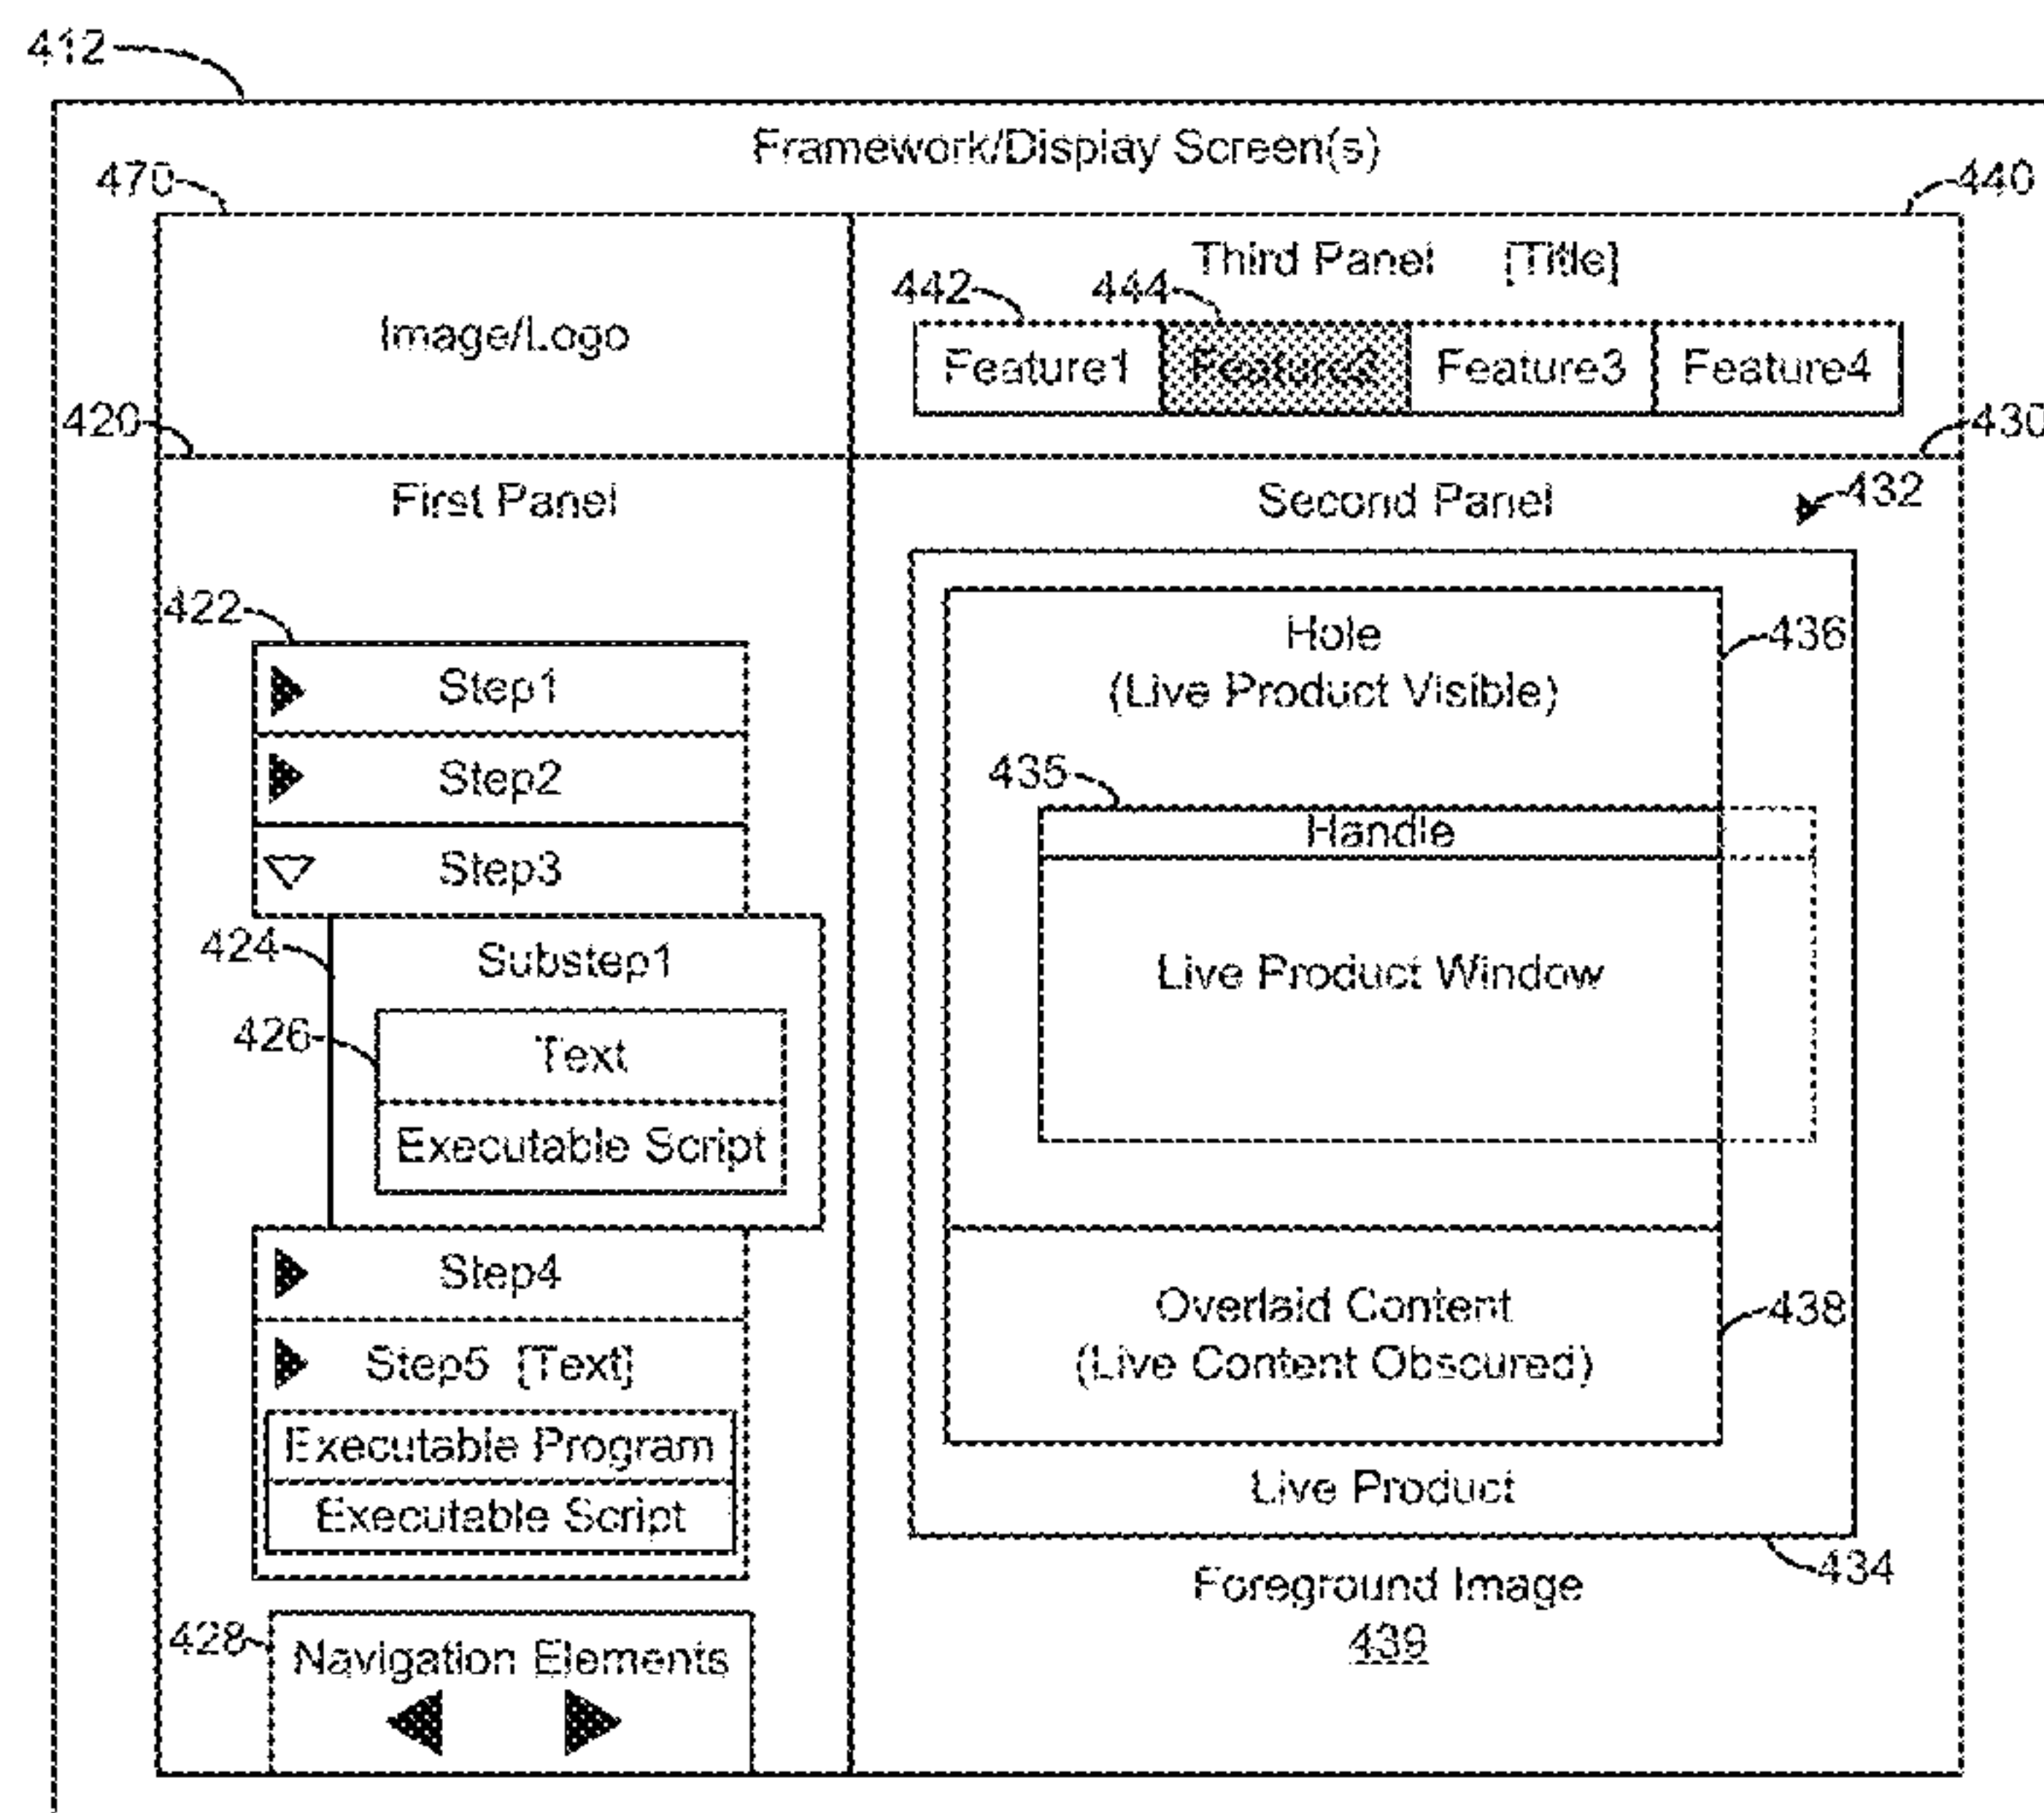 412
Framework/Display Screen(s)
470
440
Image/Logo
Third Panel [Title]
442
444
Feature1
Feature2
Feature3
Feature4
420
430
First Panel
422
Step1
Step2
Step3
424
Substep1
426
Text
Executable Script
Step4
Step5 [Text]
Executable Program
Executable Script
428
Navigation Elements
Second Panel
432
Hole
(Live Product Visible)
436
435
Handle
Live Product Window
Overlaid Content
(Live Content Obscured)
438
Live Product
434
Foreground Image
439